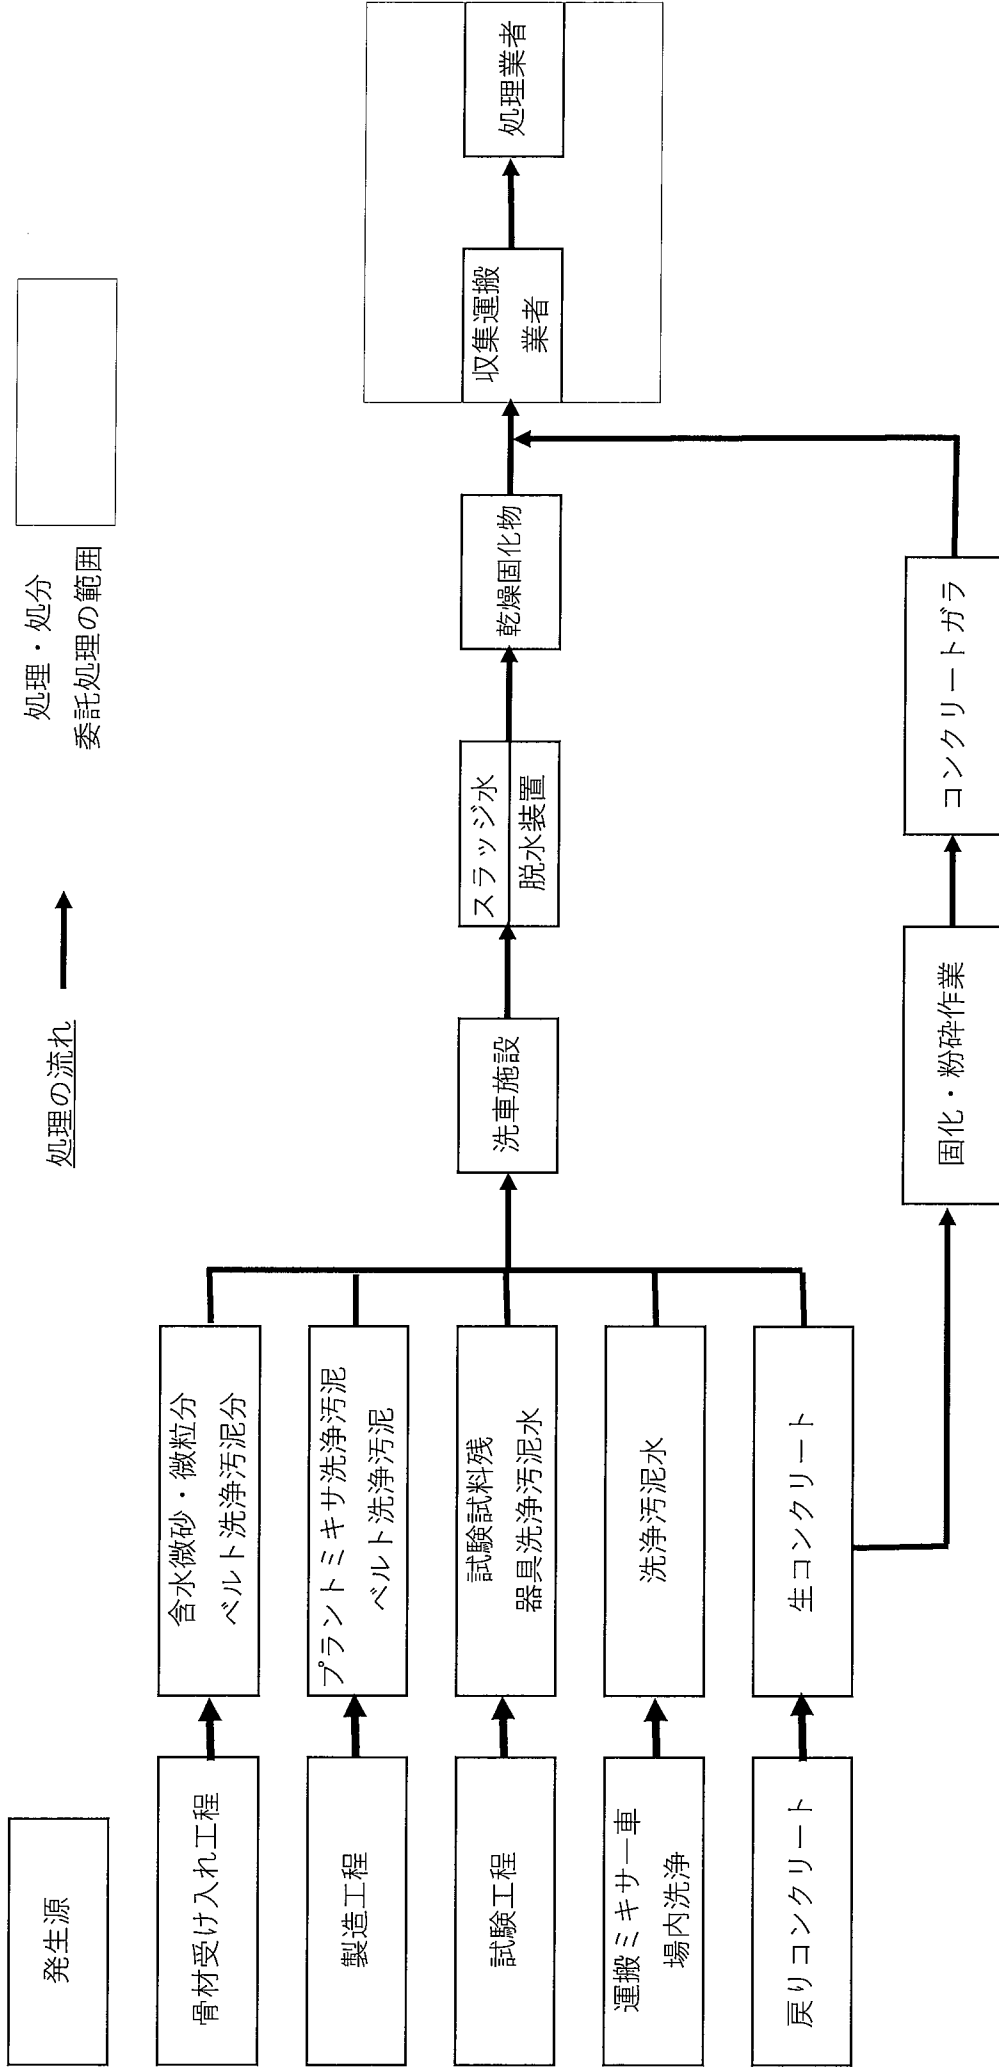 発生源
処理の流れ
処理・処分
委託処理の範囲
骨材受け入れ工程
含水微砂・微粒分
ベルト洗浄汚泥分
製造工程
プラントミキサ洗浄汚泥
ベルト洗浄汚泥
試験工程
試験試料残
器具洗浄汚泥水
運搬ミキサー車
場内洗浄
洗浄汚泥水
戻りコンクリート
生コンクリート
洗車施設
スラッジ水
脱水装置
乾燥固化物
収集運搬
業者
処理業者
固化・粉砕作業
コンクリートガラ